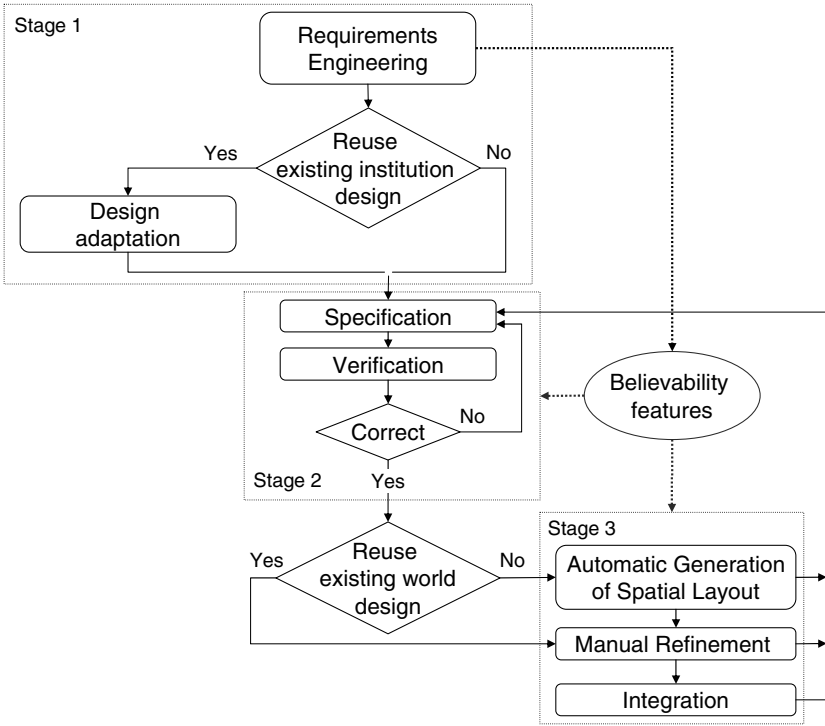 Stage 1
Requirements
Engineering
Reuse
existing institution
design
Yes
No
Design
adaptation
Specification
Verification
Correct
No
Yes
Stage 2
Believability
features
Reuse
existing world
design
Yes
No
Stage 3
Automatic Generation
of Spatial Layout
Manual Refinement
Integration